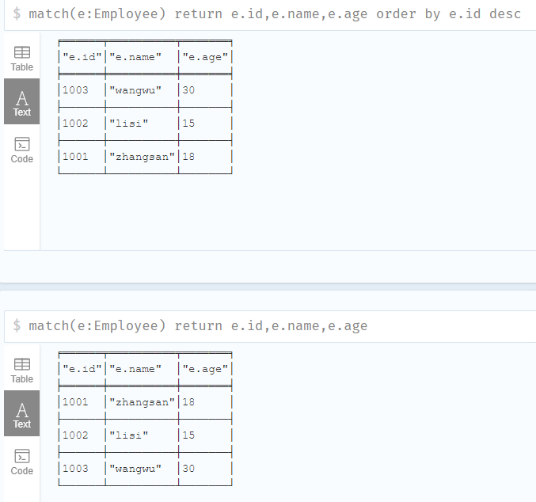 $ match(e:Employee) return e.id,e.name,e.age order by e.id desc
Table
Text
Code
"e.id" "e.name" "e.age"
1003 "wangwu" 30
1002 "lisi" 15
1001 "zhangsan" 18
$ match(e:Employee) return e.id,e.name,e.age
Table
Text
Code
"e.id" "e.name" "e.age"
1001 "zhangsan" 18
1002 "lisi" 15
1003 "wangwu" 30